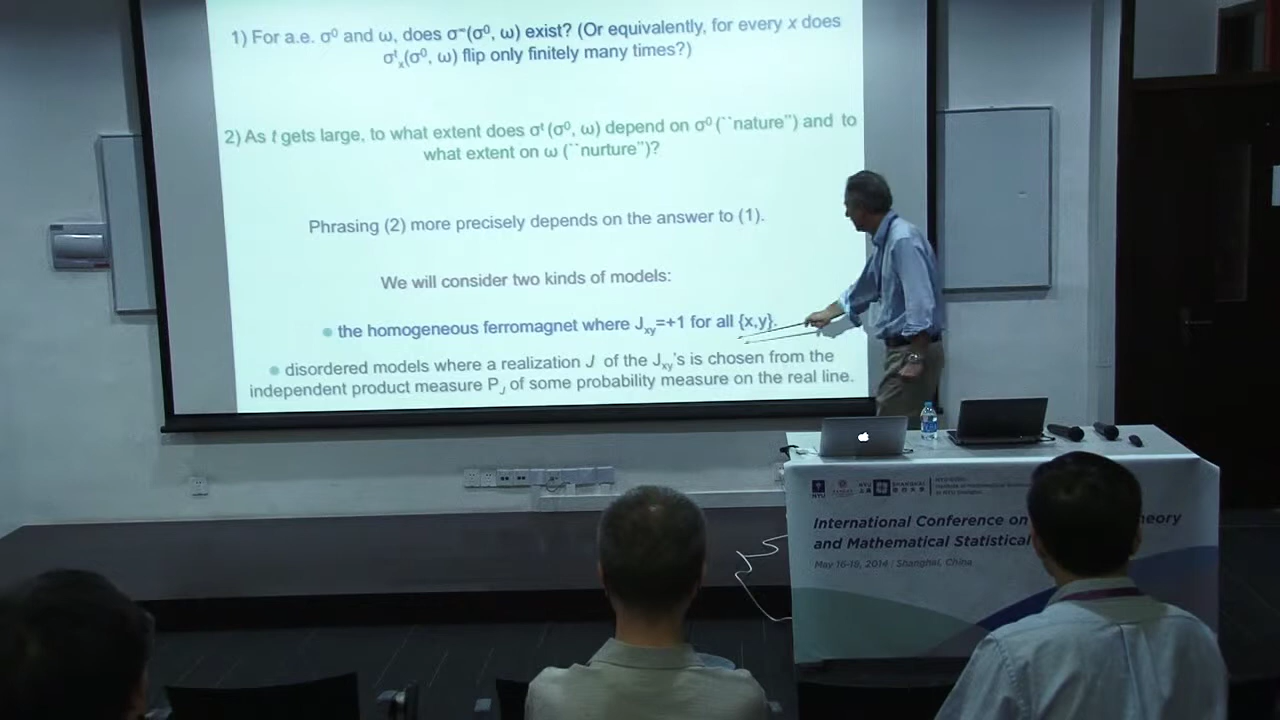 1) For a.e. σ⁰ and ω, does σ^∞(σ⁰, ω) exist? (Or equivalently, for every x does
σᵗₓ(σ⁰, ω) flip only finitely many times?)
2) As t gets large, to what extent does σᵗ (σ⁰, ω) depend on σ⁰ (``nature”) and to
what extent on ω (``nurture”)?
Phrasing (2) more precisely depends on the answer to (1).
We will consider two kinds of models:
• the homogeneous ferromagnet where J_xy=+1 for all {x,y}.
• disordered models where a realization J of the J_xy’s is chosen from the
independent product measure P_J of some probability measure on the real line.
NYU
International Conference on
eory
and Mathematical Statistical
May 16-18, 2014 | Shanghai, China